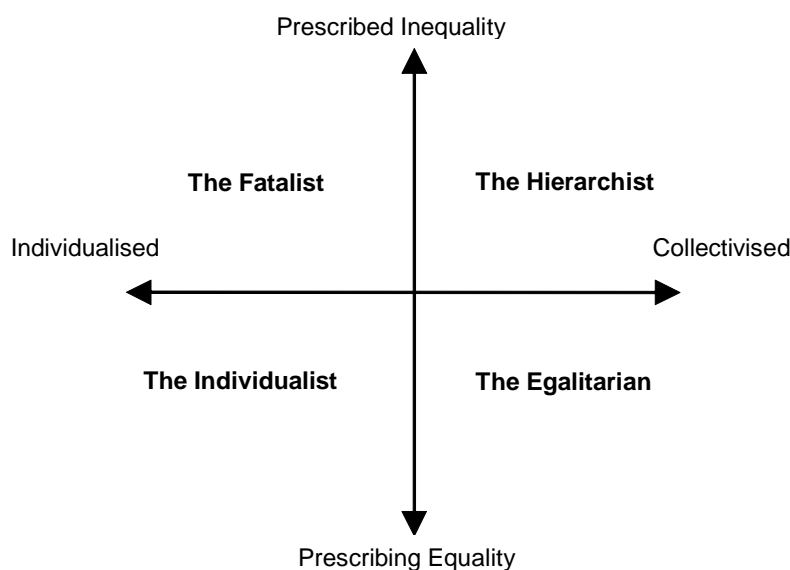 Prescribed Inequality
The Fatalist
The Hierarchist
Individualised
Collectivised
The Individualist
The Egalitarian
Prescribing Equality